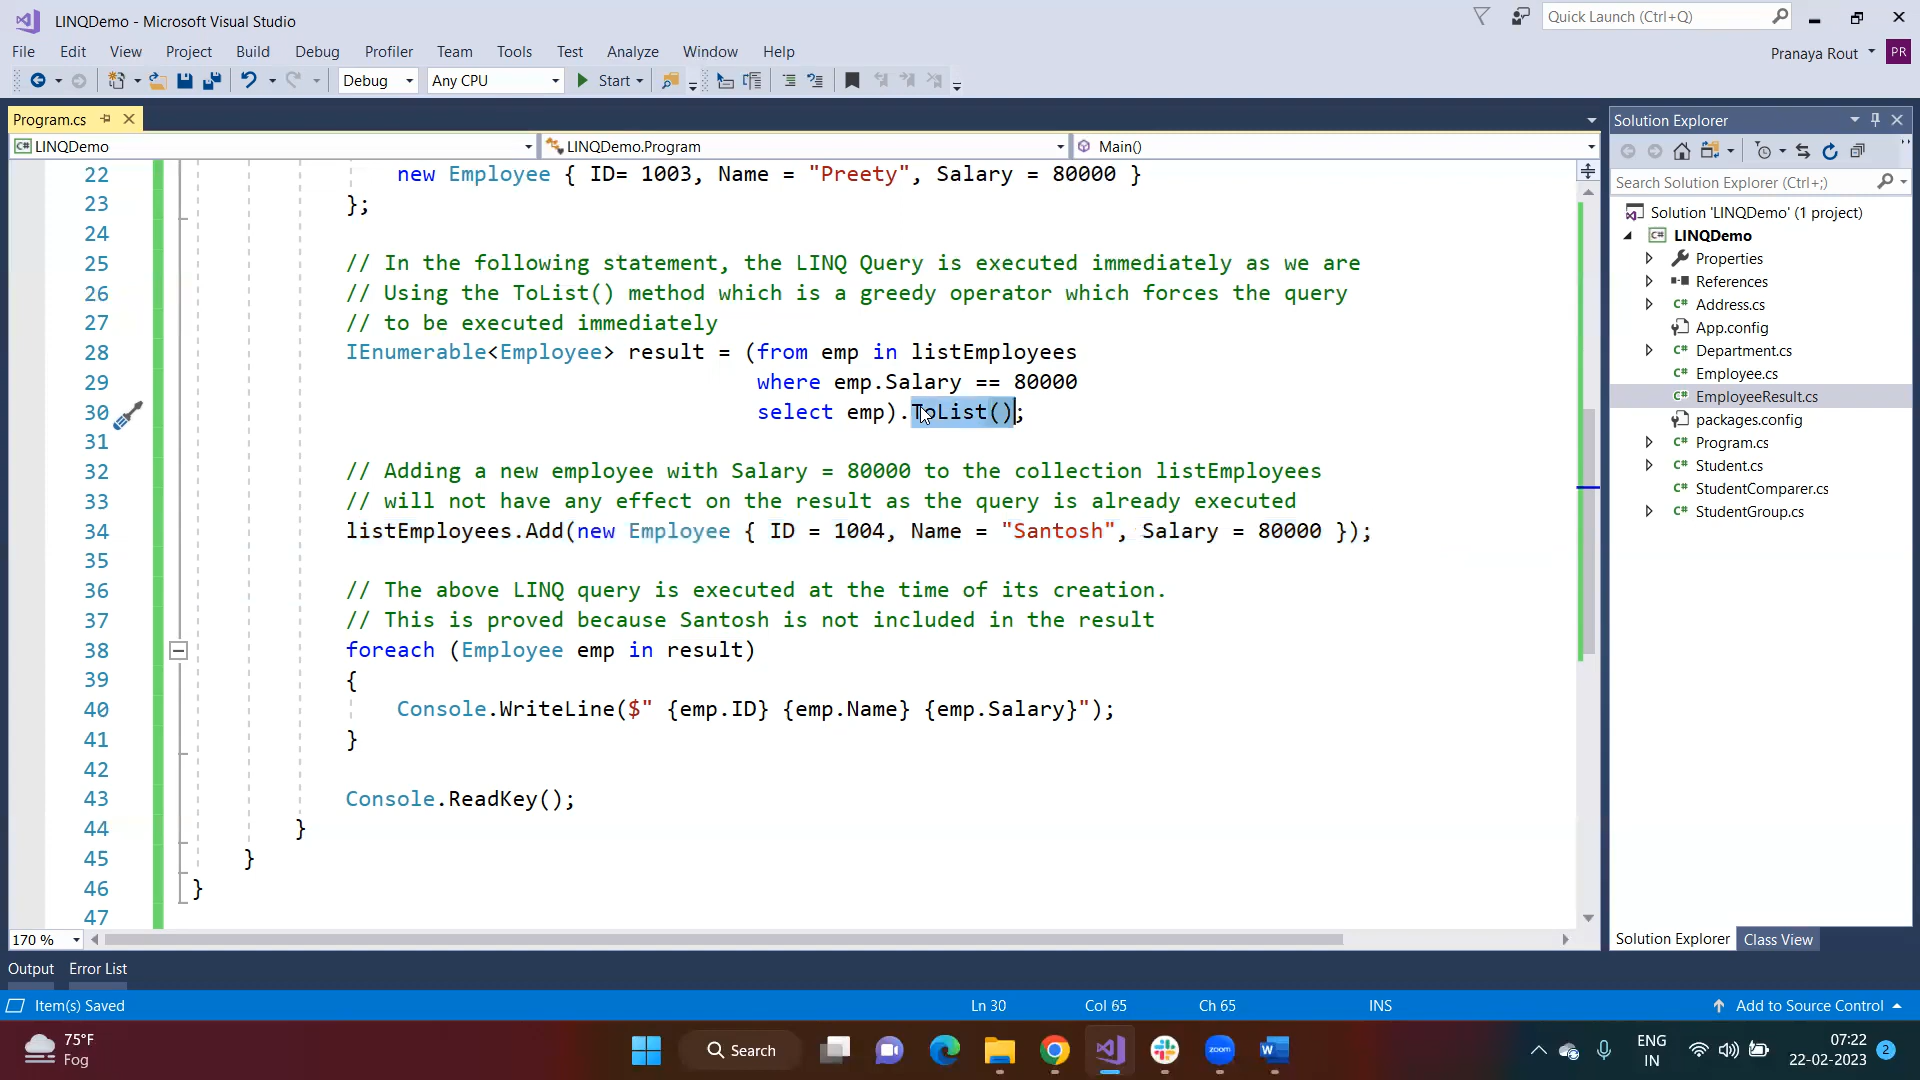 LINQDemo - Microsoft Visual Studio
Quick Launch (Ctrl+Q)
File Edit View Project Build Debug Profiler Team Tools Test Analyze Window Help
Pranaya Rout PR
Debug Any CPU Start
Program.cs
LINQDemo LINQDemo.Program Main()
22 new Employee { ID= 1003, Name = "Preety", Salary = 80000 }
23 };
24
25 // In the following statement, the LINQ Query is executed immediately as we are
26 // Using the ToList() method which is a greedy operator which forces the query
27 // to be executed immediately
28 IEnumerable<Employee> result = (from emp in listEmployees
29 where emp.Salary == 80000
30 select emp).ToList();
31
32 // Adding a new employee with Salary = 80000 to the collection listEmployees
33 // will not have any effect on the result as the query is already executed
34 listEmployees.Add(new Employee { ID = 1004, Name = "Santosh", Salary = 80000 });
35
36 // The above LINQ query is executed at the time of its creation.
37 // This is proved because Santosh is not included in the result
38 foreach (Employee emp in result)
39 {
40 Console.WriteLine($" {emp.ID} {emp.Name} {emp.Salary}");
41 }
42
43 Console.ReadKey();
44 }
45 }
46 }
47
170 %
Solution Explorer
Search Solution Explorer (Ctrl+;)
Solution 'LINQDemo' (1 project)
C# LINQDemo
Properties
References
C# Address.cs
App.config
C# Department.cs
C# Employee.cs
C# EmployeeResult.cs
packages.config
C# Program.cs
C# Student.cs
C# StudentComparer.cs
C# StudentGroup.cs
Solution Explorer Class View
Output Error List
Item(s) Saved Ln 30 Col 65 Ch 65 INS Add to Source Control
75°F
Fog
Search
zoom
ENG
IN
07:22
22-02-2023
2